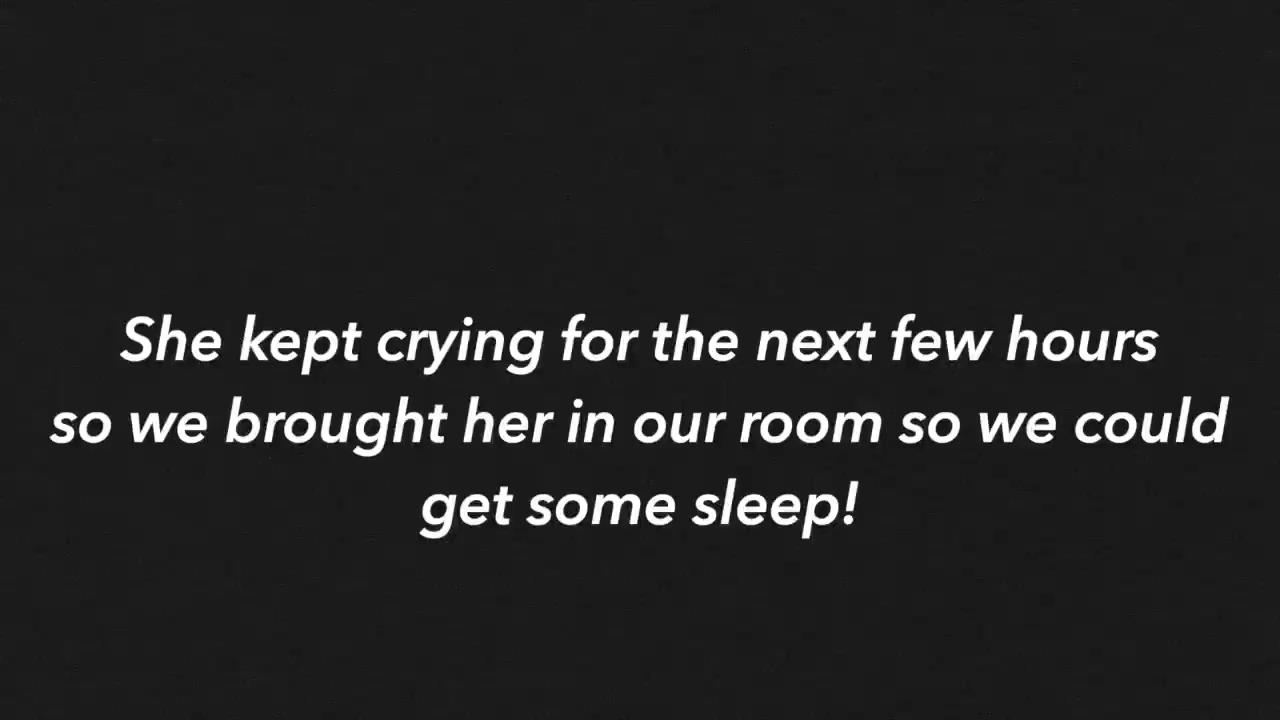 She kept crying for the next few hours
so we brought her in our room so we could
get some sleep!